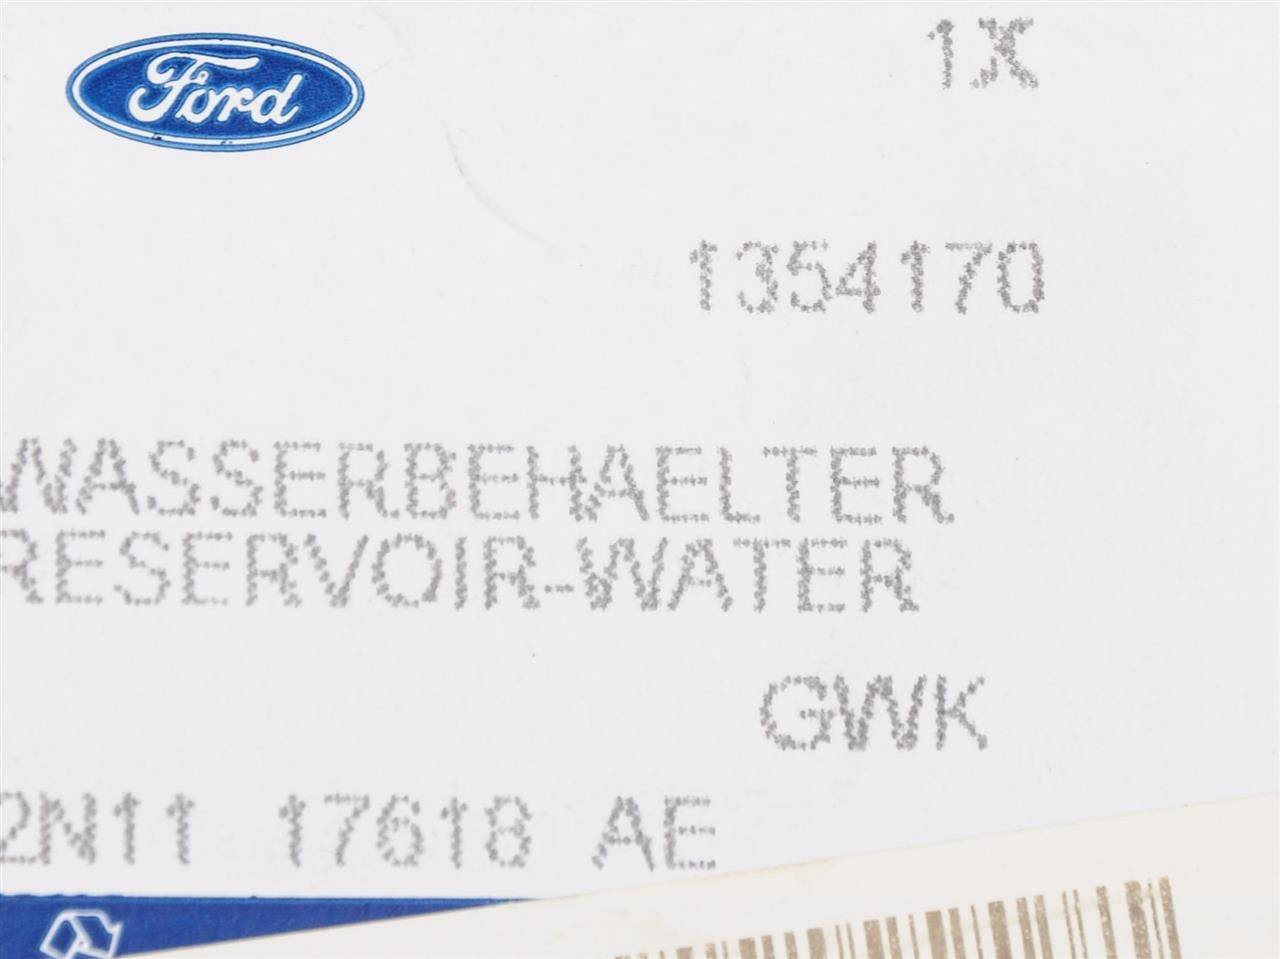 Ford
1X
1354170
WASSERBEHAELTER
RESERVOIR-WATER
GWK
2N11 17618 AE